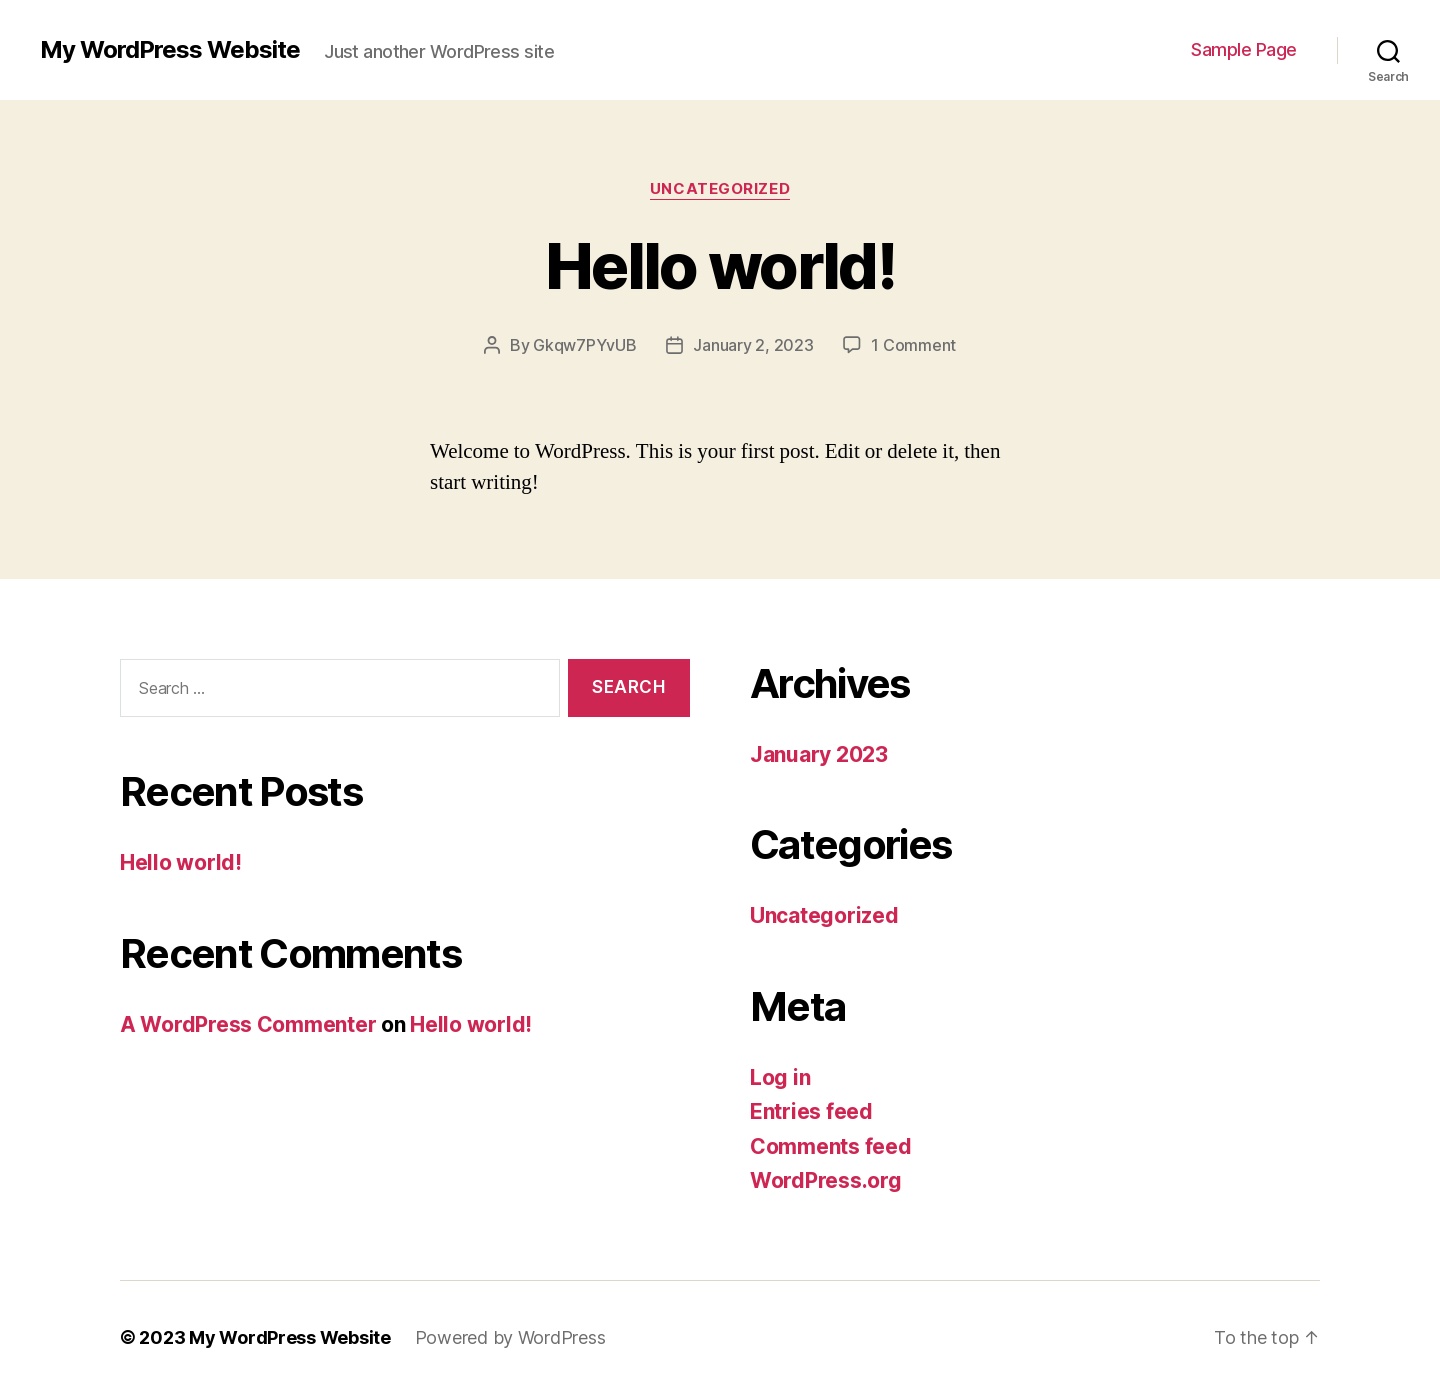 My WordPress Website
Just another WordPress site
Sample Page
Search
UNCATEGORIZED
Hello world!
By Gkqw7PYvUB
January 2, 2023
1 Comment
Welcome to WordPress. This is your first post. Edit or delete it, then
start writing!
Search …
SEARCH
Recent Posts
Hello world!
Recent Comments
A WordPress Commenter on Hello world!
Archives
January 2023
Categories
Uncategorized
Meta
Log in
Entries feed
Comments feed
WordPress.org
© 2023 My WordPress Website
Powered by WordPress
To the top ↑